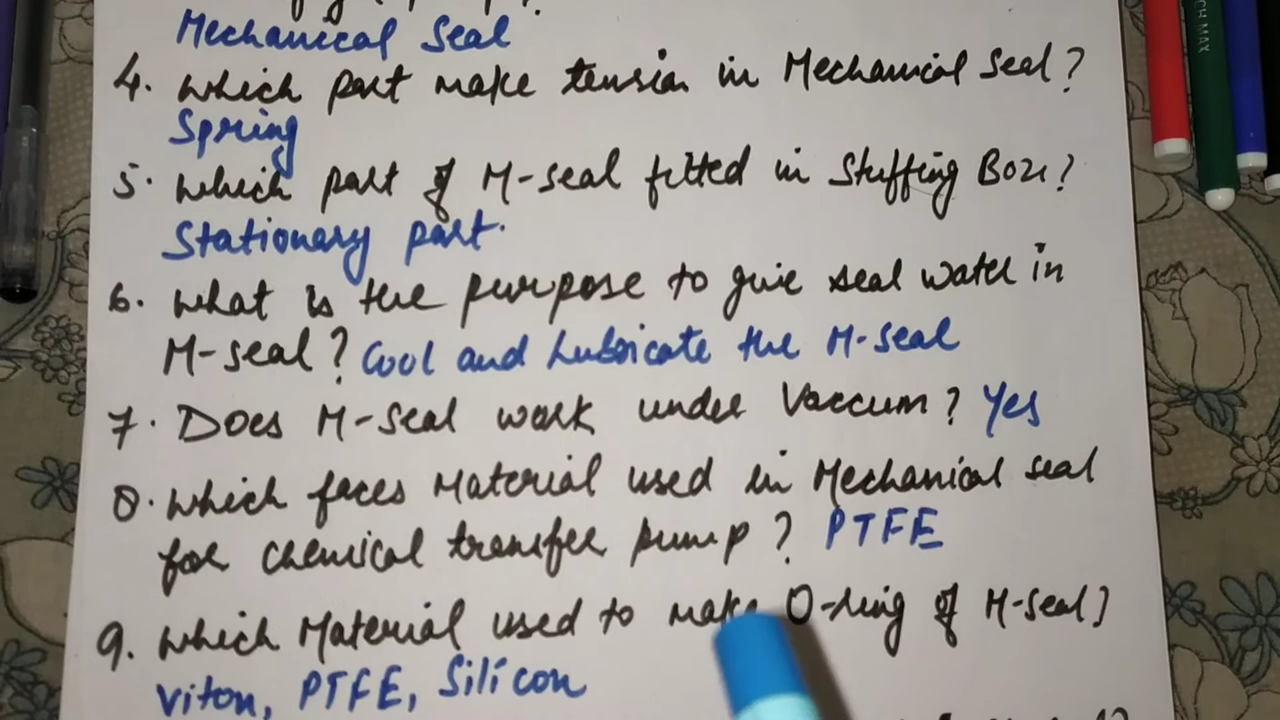 Mechanical Seal
4. Which part make tension in Mechanical Seal?
Spring
5. Which part of M-seal fitted in Stuffing Box?
Stationary part.
6. What is the purpose to give seal water in
M-seal? Cool and Lubricate the M-seal
7. Does M-seal work under Vaccum? Yes
8. Which faces Material used in Mechanical seal
for chemical transfer pump? PTFE
9. Which Material used to make O-ring of M-seal?
Viton, PTFE, Silicon
CH MAX